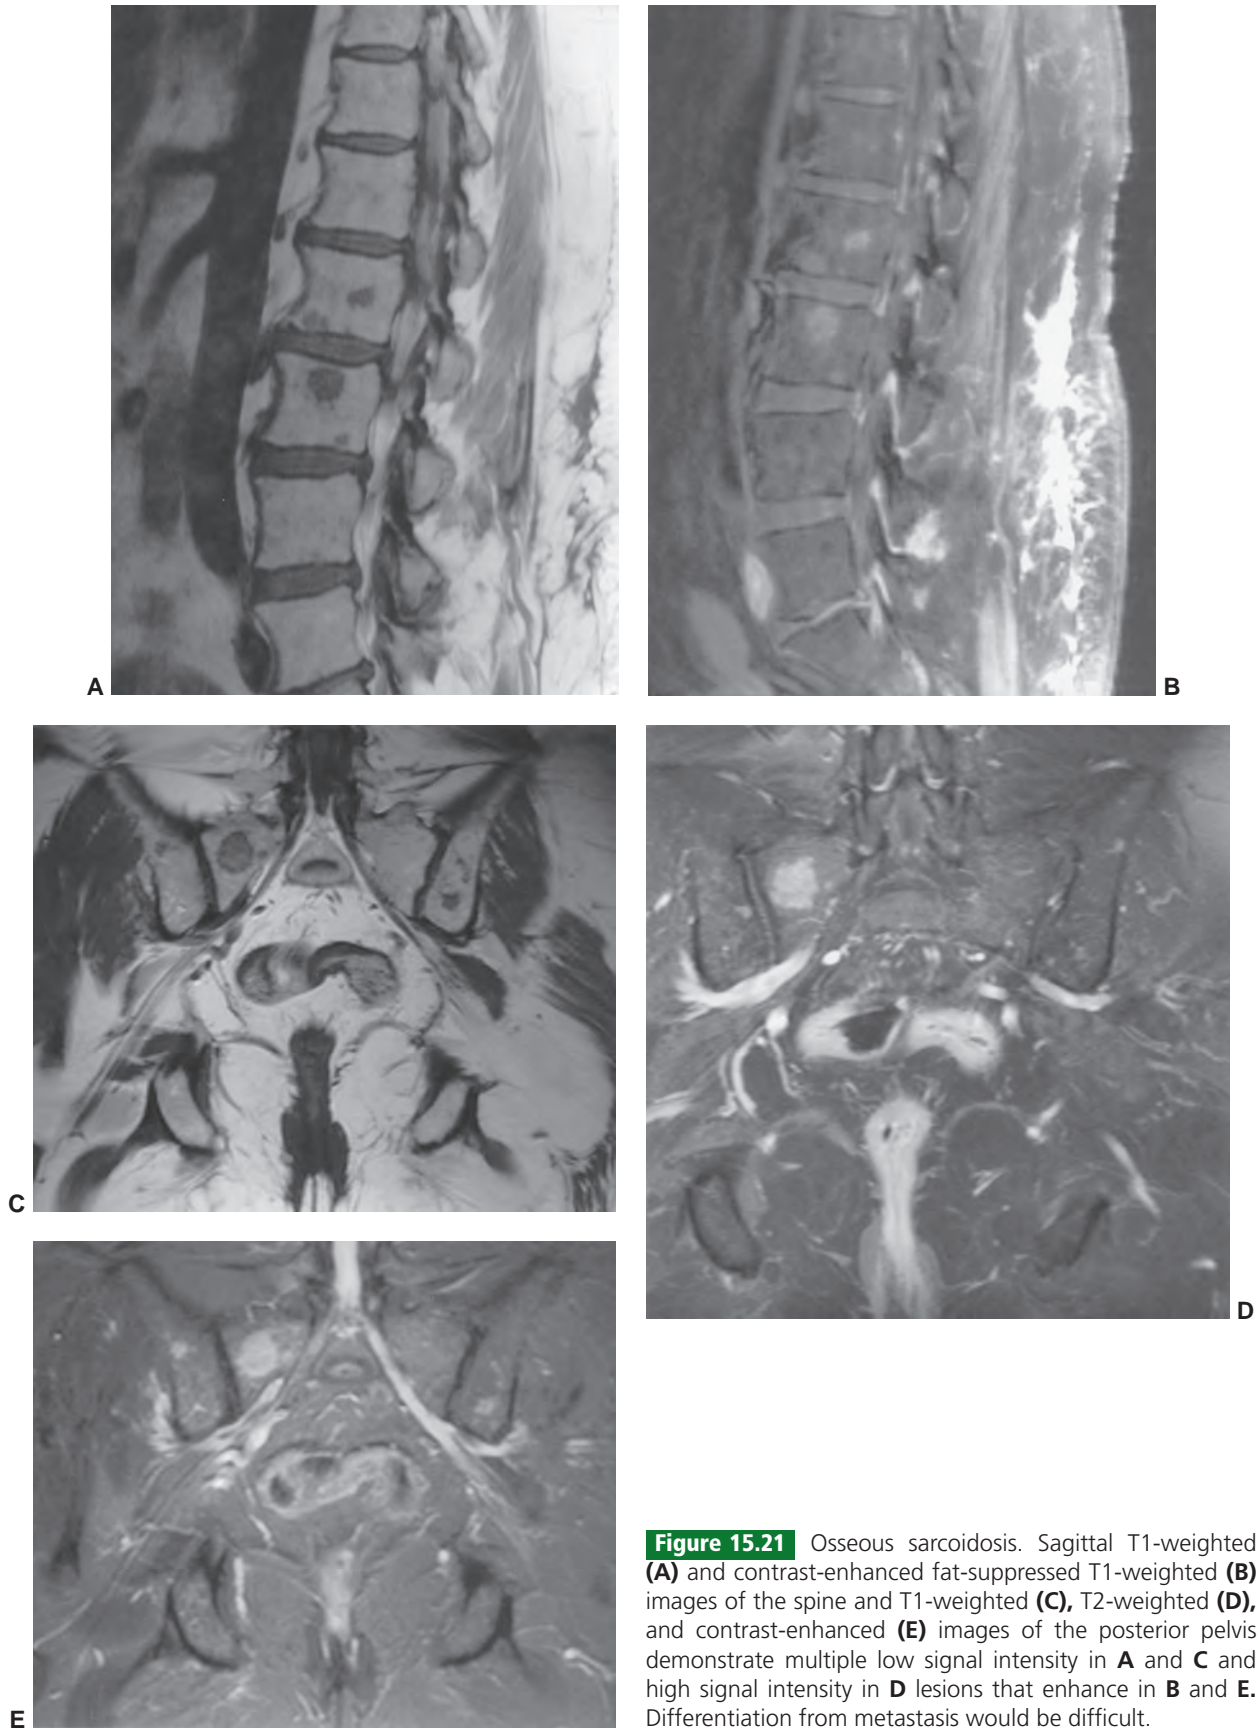 A
B
C
D
E
Figure 15.21 Osseous sarcoidosis. Sagittal T1-weighted
(A) and contrast-enhanced fat-suppressed T1-weighted (B)
images of the spine and T1-weighted (C), T2-weighted (D),
and contrast-enhanced (E) images of the posterior pelvis
demonstrate multiple low signal intensity in A and C and
high signal intensity in D lesions that enhance in B and E.
Differentiation from metastasis would be difficult.